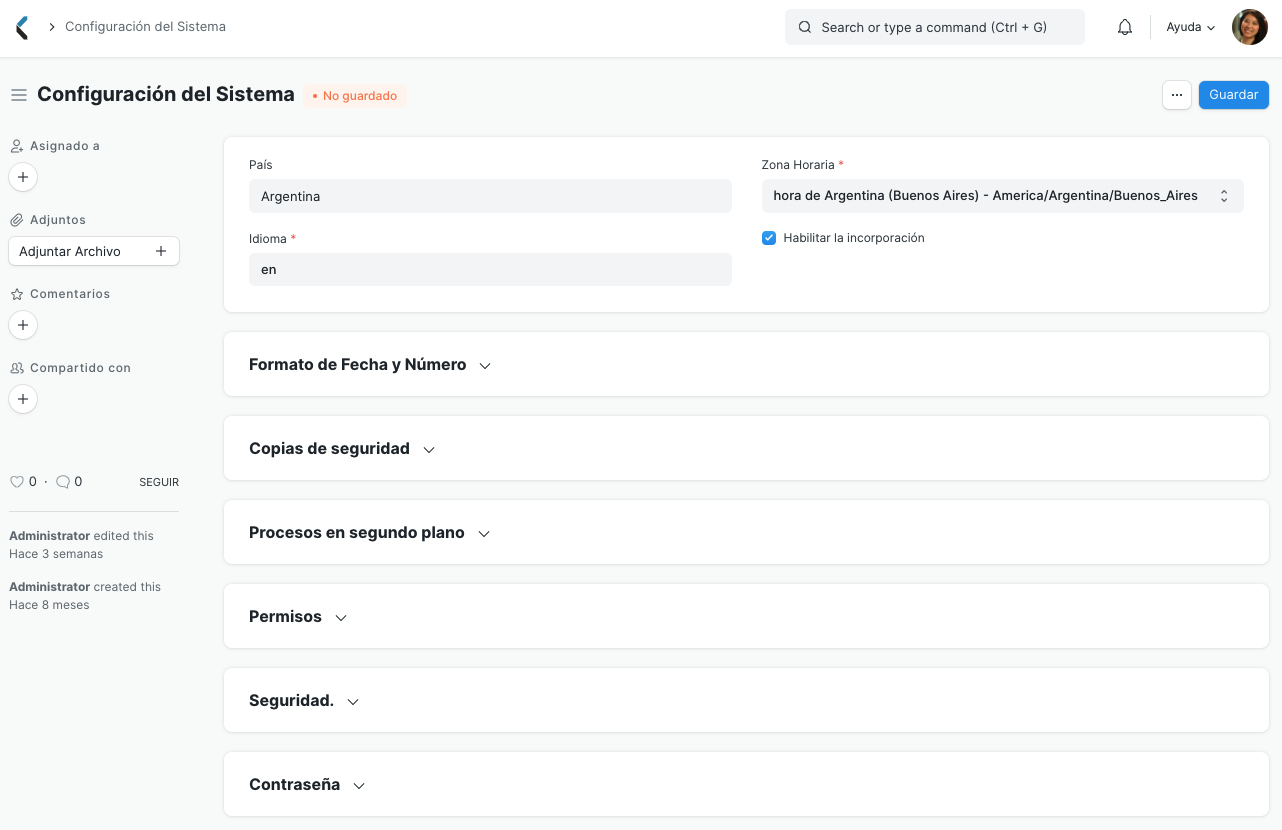 Configuración del Sistema
Search or type a command (Ctrl + G)
Ayuda
Configuración del Sistema
No guardado
...
Guardar
Asignado a
Adjuntos
Adjuntar Archivo
Comentarios
Compartido con
0 · 0
SEGUIR
Administrator edited this
Hace 3 semanas
Administrator created this
Hace 8 meses
País
Argentina
Idioma *
en
Zona Horaria *
hora de Argentina (Buenos Aires) - America/Argentina/Buenos_Aires
Habilitar la incorporación
Formato de Fecha y Número
Copias de seguridad
Procesos en segundo plano
Permisos
Seguridad.
Contraseña